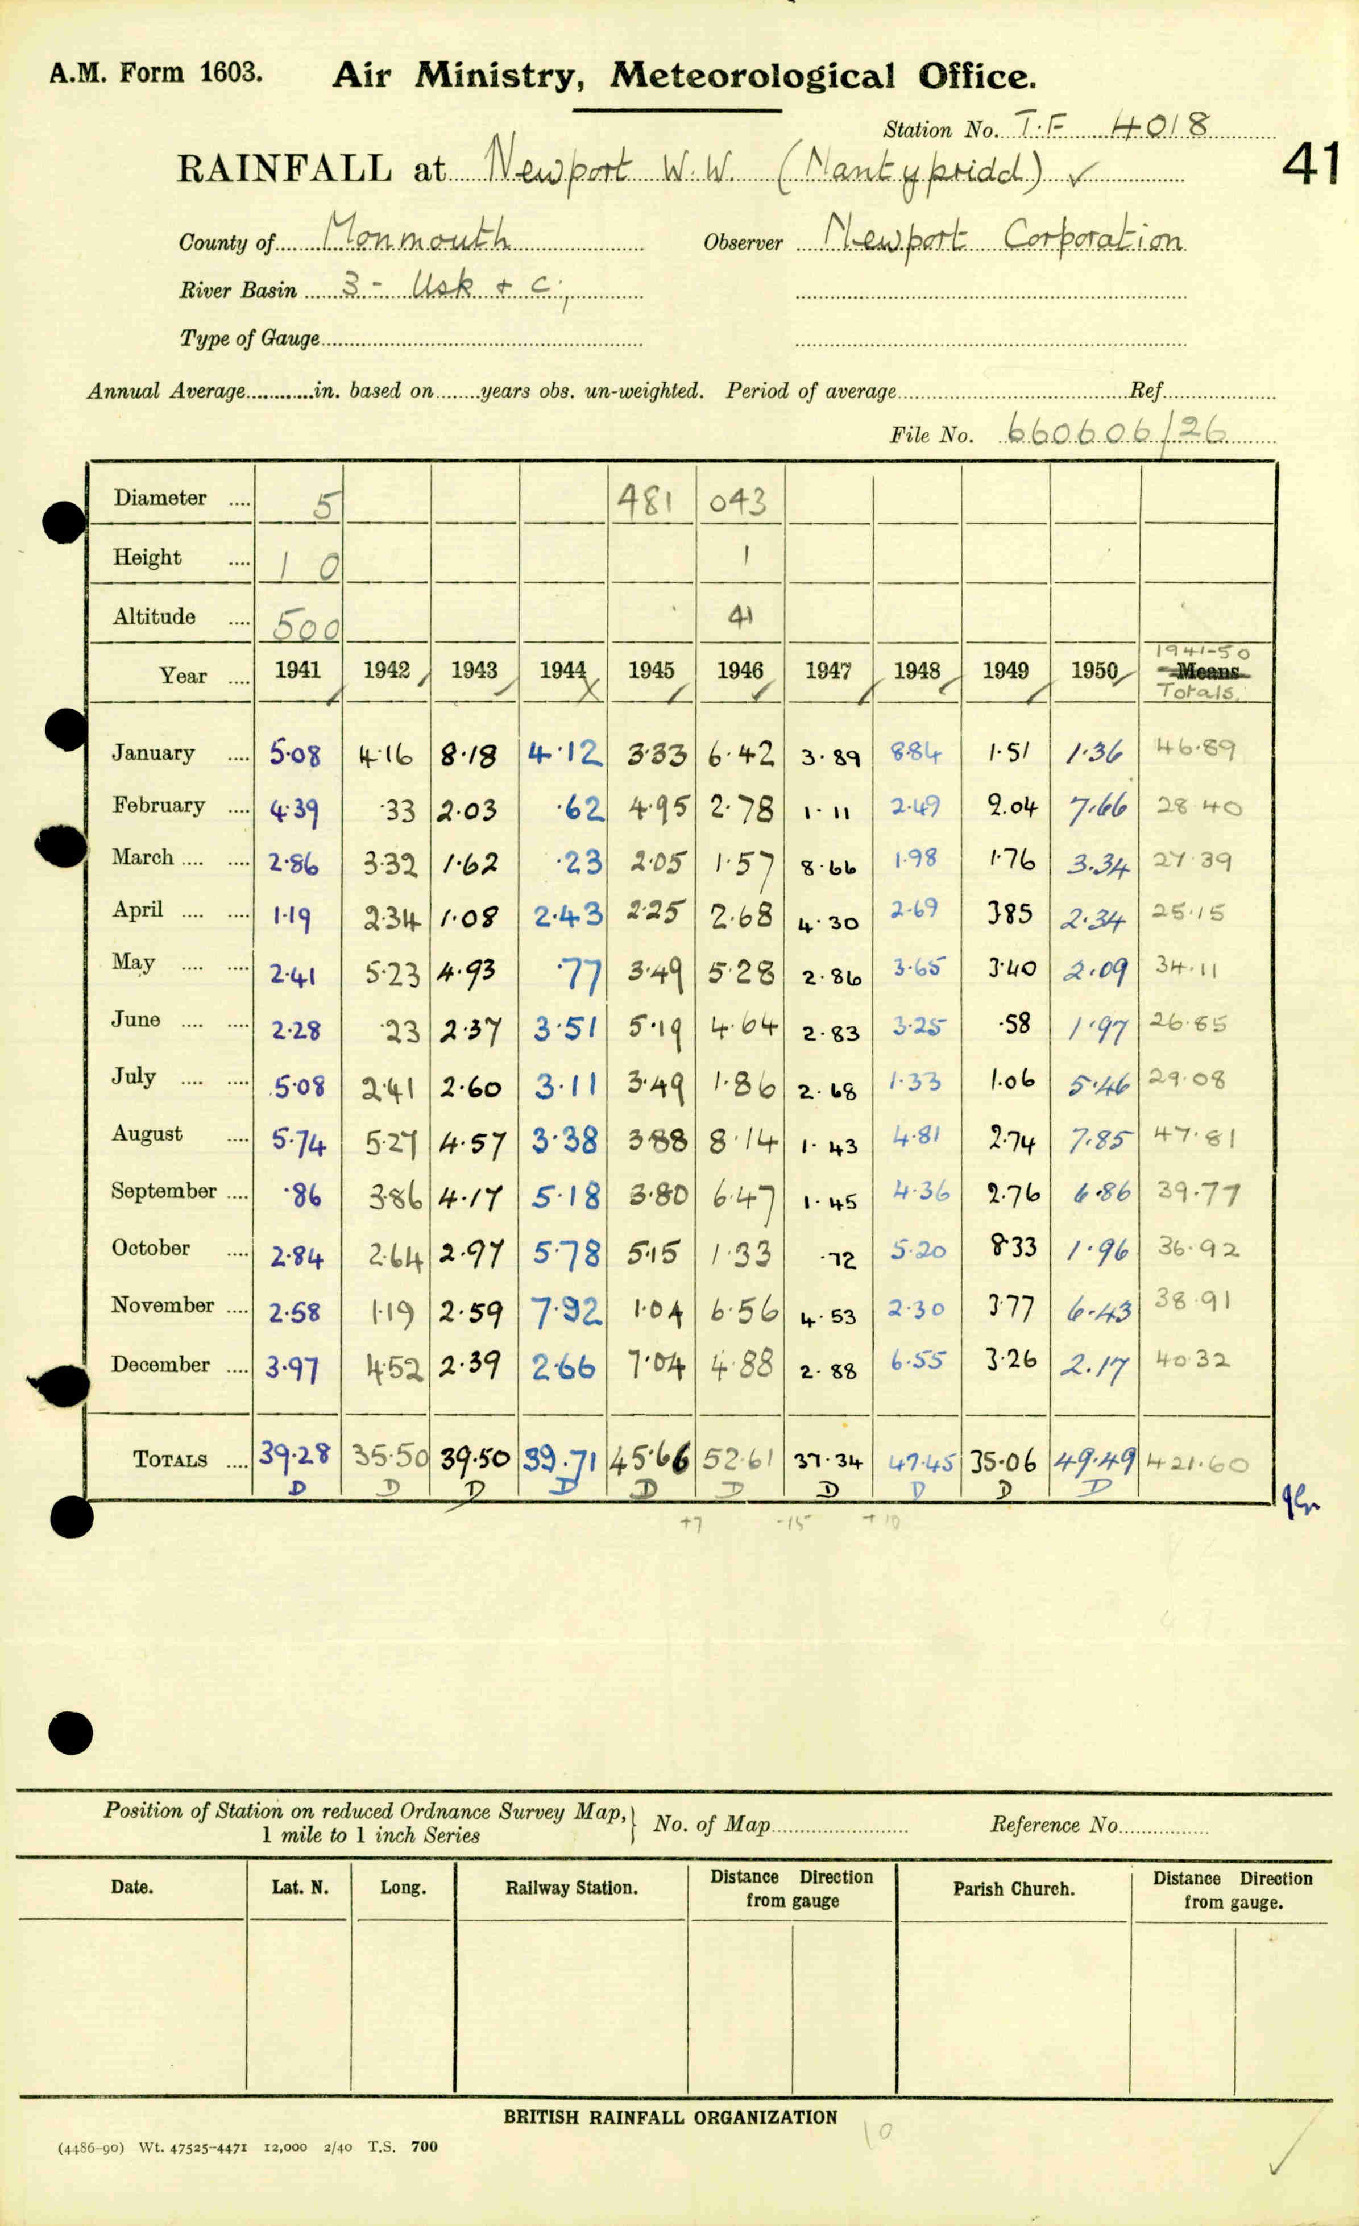 A.M. Form 1603. Air Ministry, Meteorological Office.
Station No. T.F 4018
RAINFALL at Newport W.W. (Nantypridd) ✓ 41
County of Monmouth Observer Newport Corporation
River Basin 3 - Usk + c;
Type of Gauge
Annual Average in. based on years obs. un-weighted. Period of average Ref.
File No. 660606/26
Diameter .... 5 481 043
Height .... 1 0 1
Altitude .... 500 41
1941-50
Year .... 1941 1942 1943 1944 1945 1946 1947 1948 1949 1950 Means
Totals.
January .... 5.08 4.16 8.18 4.12 3.33 6.42 3.89 8.84 1.51 1.36 46.89
February .... 4.39 .33 2.03 .62 4.95 2.78 1.11 2.49 2.04 7.66 28.40
March .... .... 2.86 3.32 1.62 .23 2.05 1.57 8.66 1.98 1.76 3.34 27.39
April .... .... 1.19 2.34 1.08 2.43 2.25 2.68 4.30 2.69 3.85 2.34 25.15
May .... .... 2.41 5.23 4.93 .77 3.49 5.28 2.86 3.65 3.40 2.09 34.11
June .... .... 2.28 .23 2.37 3.51 5.19 4.64 2.83 3.25 .58 1.97 26.85
July .... .... 5.08 2.41 2.60 3.11 3.49 1.86 2.68 1.33 1.06 5.46 29.08
August .... 5.74 5.27 4.57 3.38 3.88 8.14 1.43 4.81 2.74 7.85 47.81
September .... .86 3.86 4.17 5.18 3.80 6.47 1.45 4.36 2.76 6.86 39.77
October .... 2.84 2.64 2.97 5.78 5.15 1.33 .72 5.20 8.33 1.96 36.92
November .... 2.58 1.19 2.59 7.92 1.04 6.56 4.53 2.30 3.77 6.43 38.91
December .... 3.97 4.52 2.39 2.66 7.04 4.88 2.88 6.55 3.26 2.17 40.32
TOTALS .... 39.28 35.50 39.50 39.71 45.66 52.61 37.34 47.45 35.06 49.49 421.60
D D D D D D D D D D
+7 -15 +10
Position of Station on reduced Ordnance Survey Map, No. of Map Reference No.
1 mile to 1 inch Series
Date. Lat. N. Long. Railway Station. Distance Direction from gauge Parish Church. Distance Direction from gauge.
BRITISH RAINFALL ORGANIZATION
10
(4486-90) Wt. 47525-4471 12,000 2/40 T.S. 700